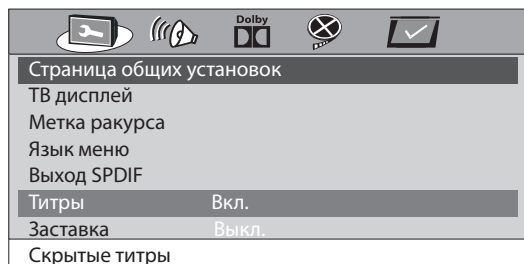 Dolby
Страница общих установок
ТВ дисплей
Метка ракурса
Язык меню
Выход SPDIF
Титры Вкл.
Заставка Выкл.
Скрытые титры